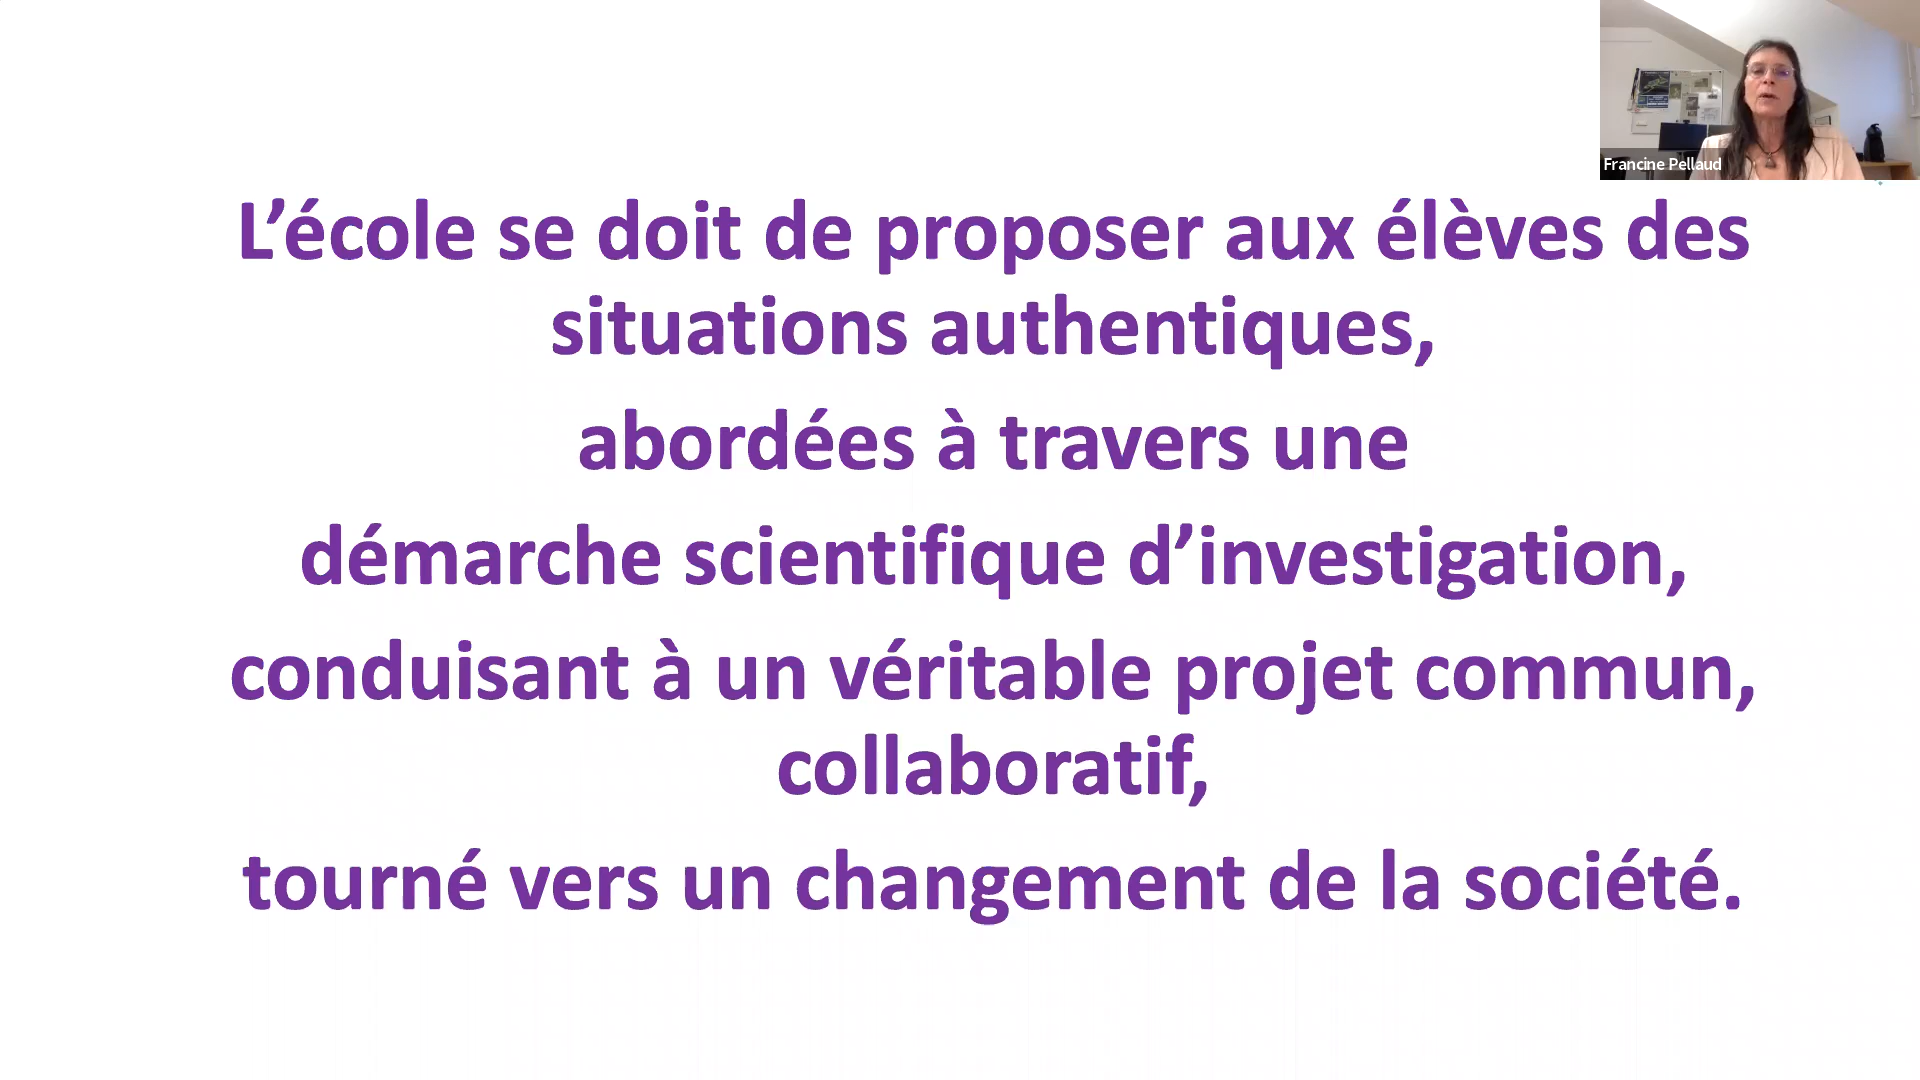 Francine Pellaud
L’école se doit de proposer aux élèves des
situations authentiques,
abordées à travers une
démarche scientifique d’investigation,
conduisant à un véritable projet commun,
collaboratif,
tourné vers un changement de la société.